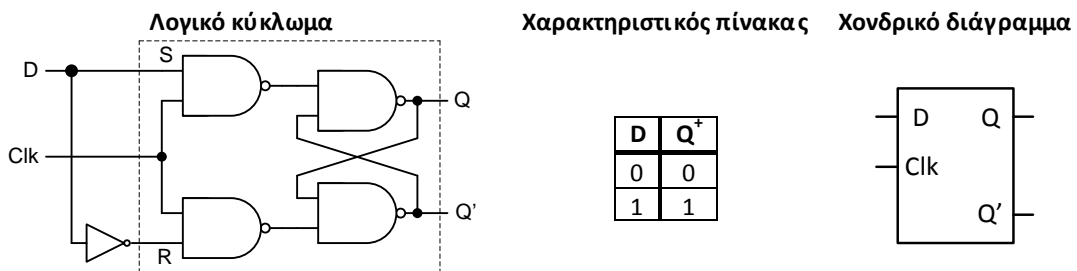 Λογικό κύκλωμα
Χαρακτηριστικός πίνακας
Χονδρικό διάγραμμα
D
S
Q
Clk
Q'
R
D Q+
0 0
1 1
D Q
Clk
Q'